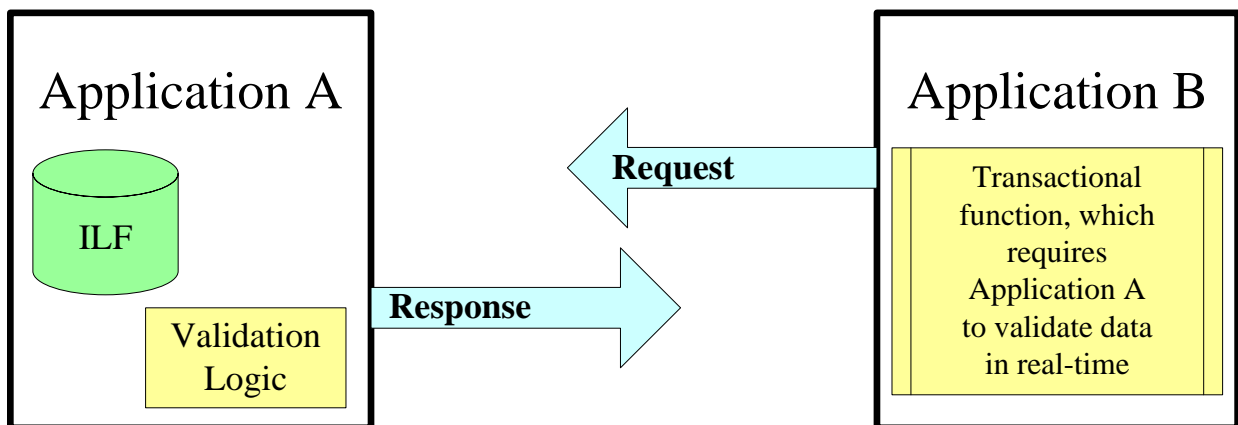 Application A
ILF
Validation
Logic
Request
Response
Application B
Transactional
function, which
requires
Application A
to validate data
in real-time